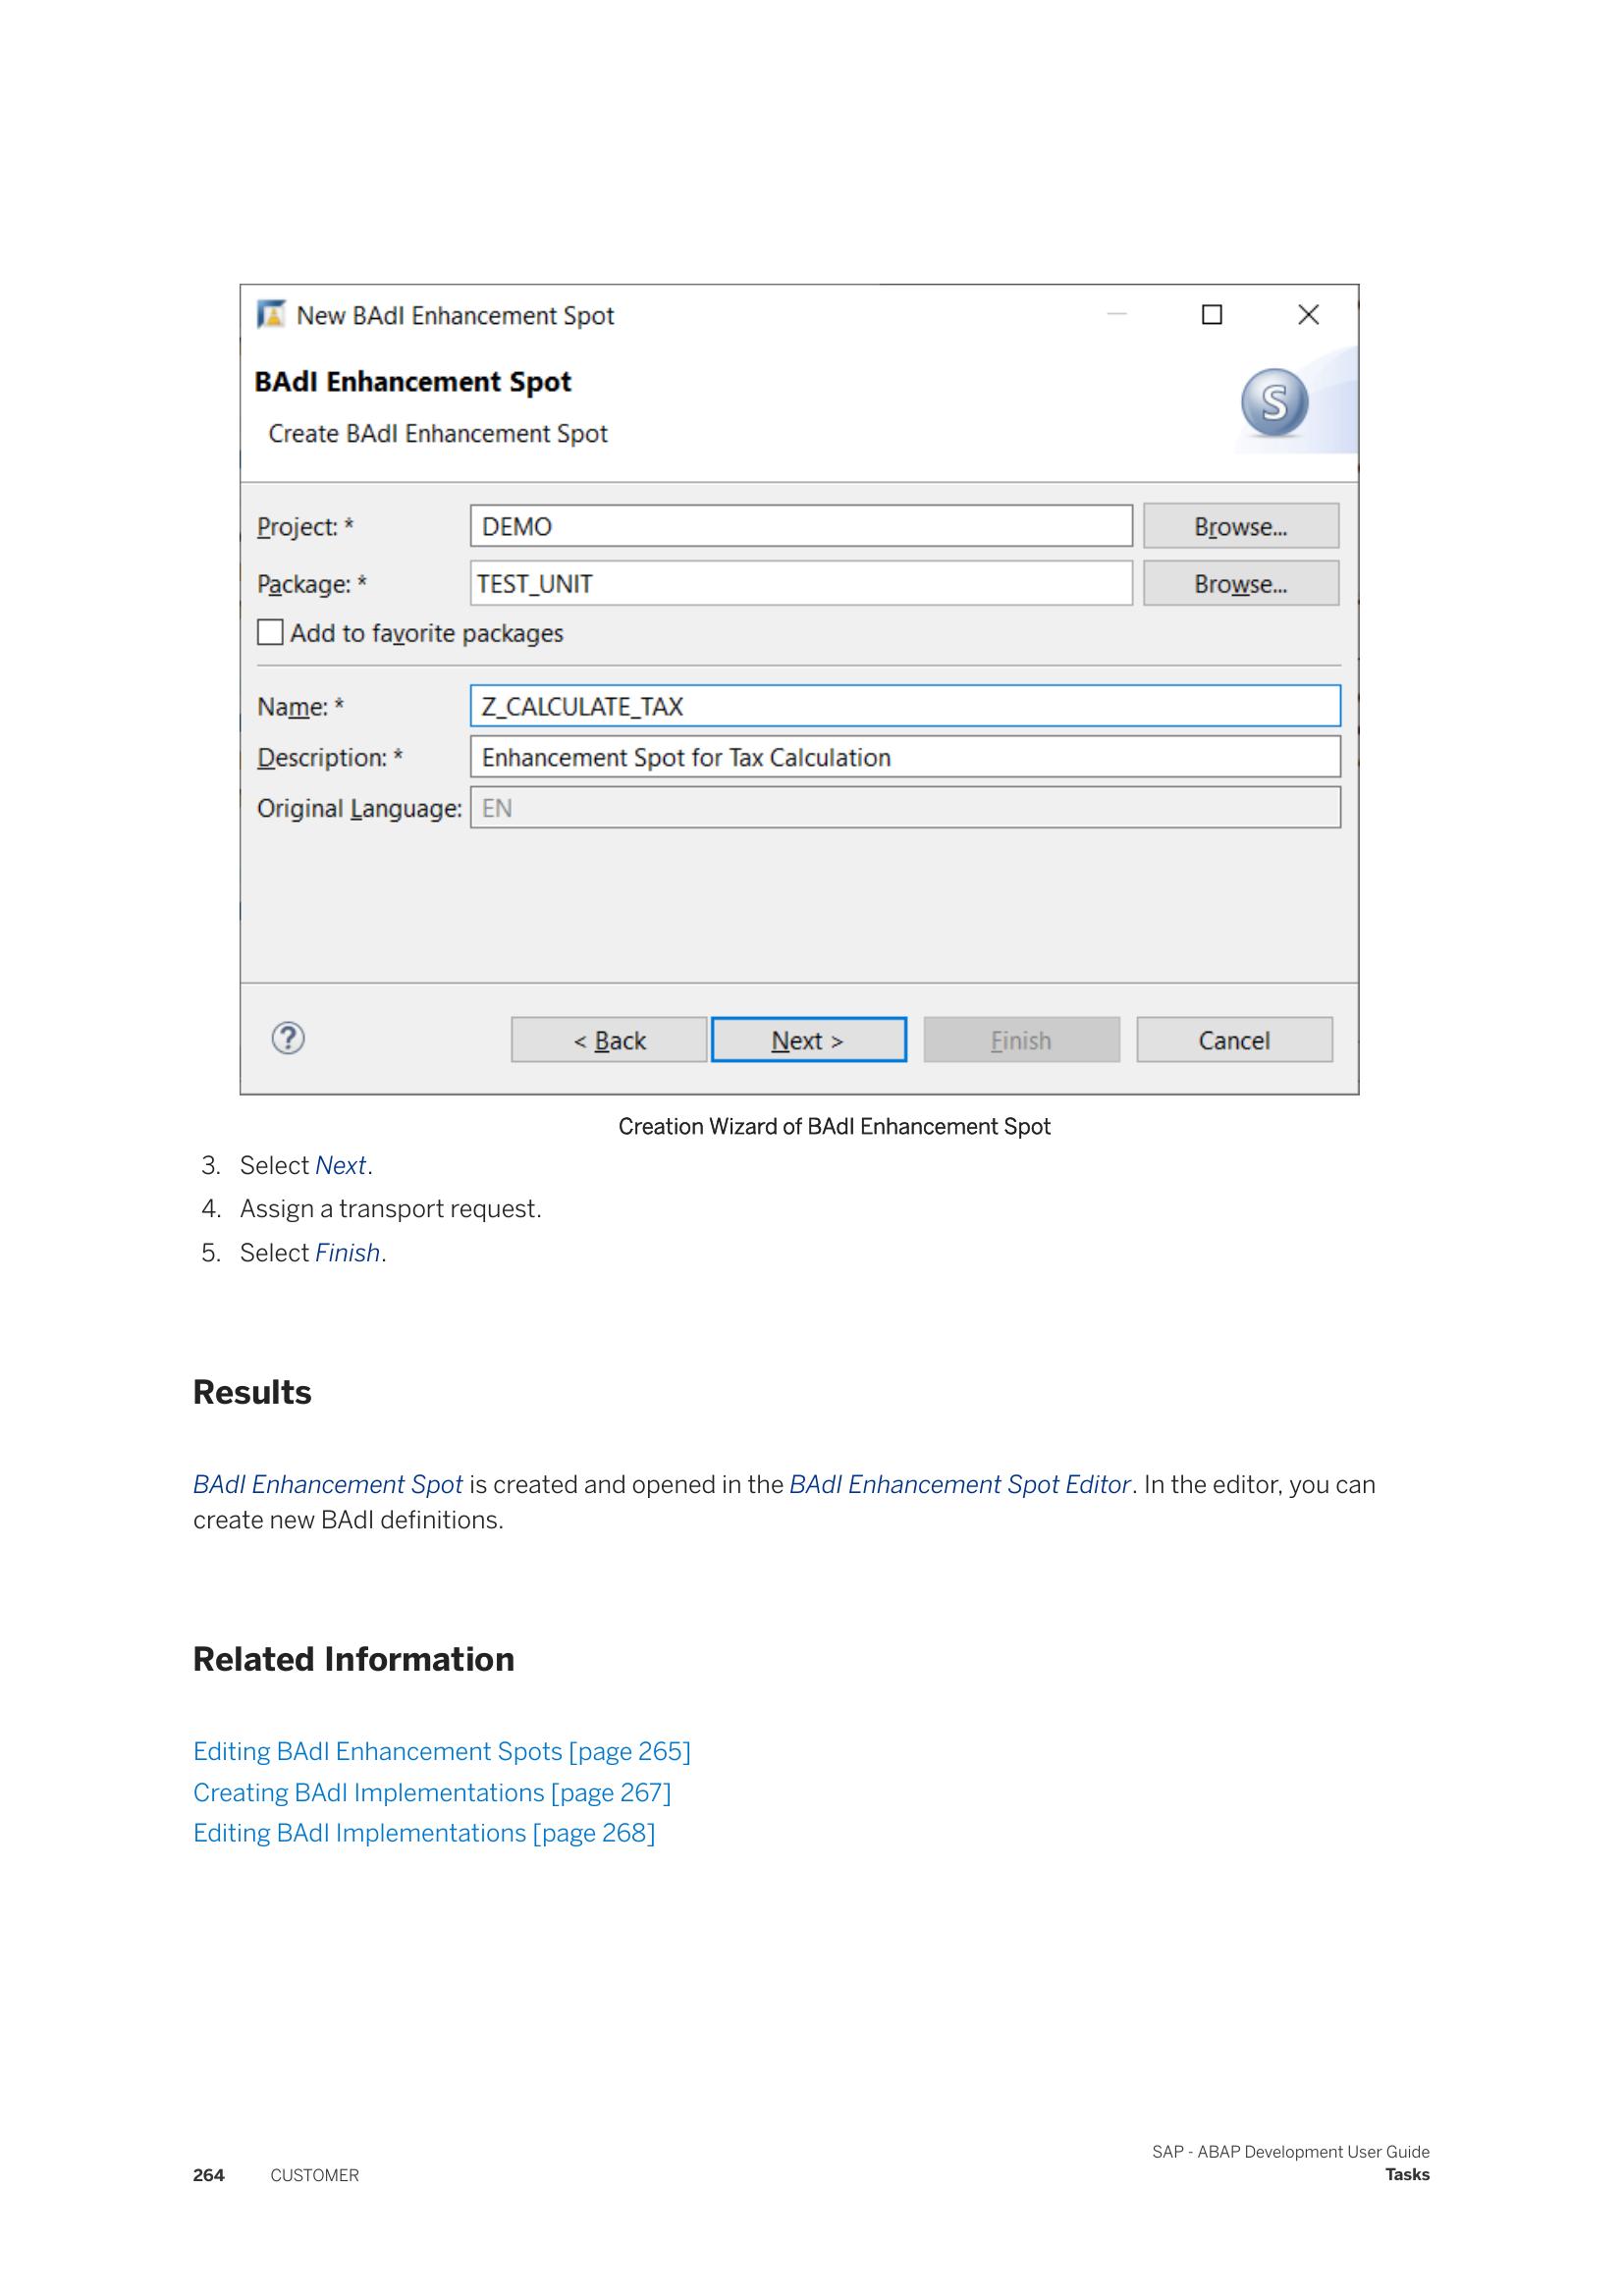 New BAdI Enhancement Spot
BAdI Enhancement Spot
S
Create BAdI Enhancement Spot
Project: * DEMO Browse...
Package: * TEST_UNIT Browse...
Add to favorite packages
Name: * Z_CALCULATE_TAX
Description: * Enhancement Spot for Tax Calculation
Original Language: EN
? < Back Next > Finish Cancel
Creation Wizard of BAdI Enhancement Spot
3. Select Next.
4. Assign a transport request.
5. Select Finish.
Results
BAdI Enhancement Spot is created and opened in the BAdI Enhancement Spot Editor. In the editor, you can
create new BAdI definitions.
Related Information
Editing BAdI Enhancement Spots [page 265]
Creating BAdI Implementations [page 267]
Editing BAdI Implementations [page 268]
SAP - ABAP Development User Guide
264 CUSTOMER Tasks